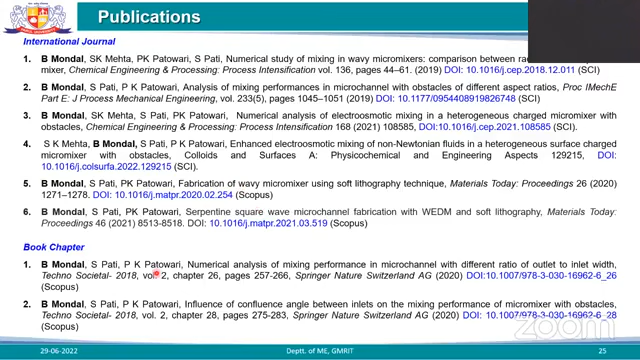 Publications
International Journal
1. B Mondal, SK Mehta, PK Patowari, S Pati, Numerical study of mixing in wavy micromixers: comparison between
mixer, Chemical Engineering & Processing: Process Intensification vol. 136, pages 44–61. (2019) DOI: 10.1016/j.cep.2018.12.011 (SCI)
2. B Mondal, S Pati, P K Patowari, Analysis of mixing performances in microchannel with obstacles of different aspect ratios, Proc IMechE
Part E: J Process Mechanical Engineering, vol. 233(5), pages 1045–1051 (2019) DOI: 10.1177/0954408919826748 (SCI)
3. B Mondal, SK Mehta, S Pati, PK Patowari, Numerical analysis of electroosmotic mixing in a heterogeneous charged micromixer with
obstacles, Chemical Engineering & Processing: Process Intensification 168 (2021) 108585, DOI:10.1016/j.cep.2021.108585 (SCI).
4. S K Mehta, B Mondal, S Pati, P K Patowari, Enhanced electroosmotic mixing of non-Newtonian fluids in a heterogeneous surface charged
micromixer with obstacles, Colloids and Surfaces A: Physicochemical and Engineering Aspects 129215, DOI:
10.1016/j.colsurfa.2022.129215 (SCI).
5. B Mondal, S Pati, PK Patowari, Fabrication of wavy micromixer using soft lithography technique, Materials Today: Proceedings 26 (2020)
1271–1278. DOI: 10.1016/j.matpr.2020.02.254 (Scopus)
6. B Mondal, S Pati, PK Patowari, Serpentine square wave microchannel fabrication with WEDM and soft lithography, Materials Today:
Proceedings 46 (2021) 8513-8518. DOI: 10.1016/j.matpr.2021.03.519 (Scopus)
Book Chapter
1. B Mondal, S Pati, P K Patowari, Numerical analysis of mixing performance in microchannel with different ratio of outlet to inlet width,
Techno Societal- 2018, vol. 2, chapter 26, pages 257-266, Springer Nature Switzerland AG (2020) DOI:10.1007/978-3-030-16962-6_26
(Scopus)
2. B Mondal, S Pati, P K Patowari, Influence of confluence angle between inlets on the mixing performance of micromixer with obstacles,
Techno Societal- 2018, vol. 2, chapter 28, pages 275-283, Springer Nature Switzerland AG (2020) DOI:10.1007/978-3-030-16962-6_28
(Scopus)
zoom
29-06-2022 Deptt. of ME, GMRIT 25